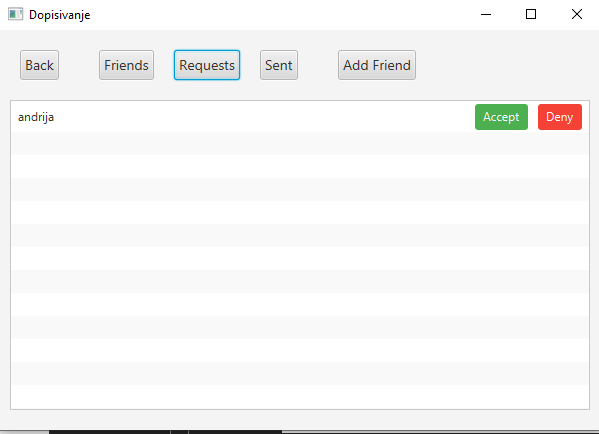 Dopisivanje
Back Friends Requests Sent Add Friend
andrija Accept Deny